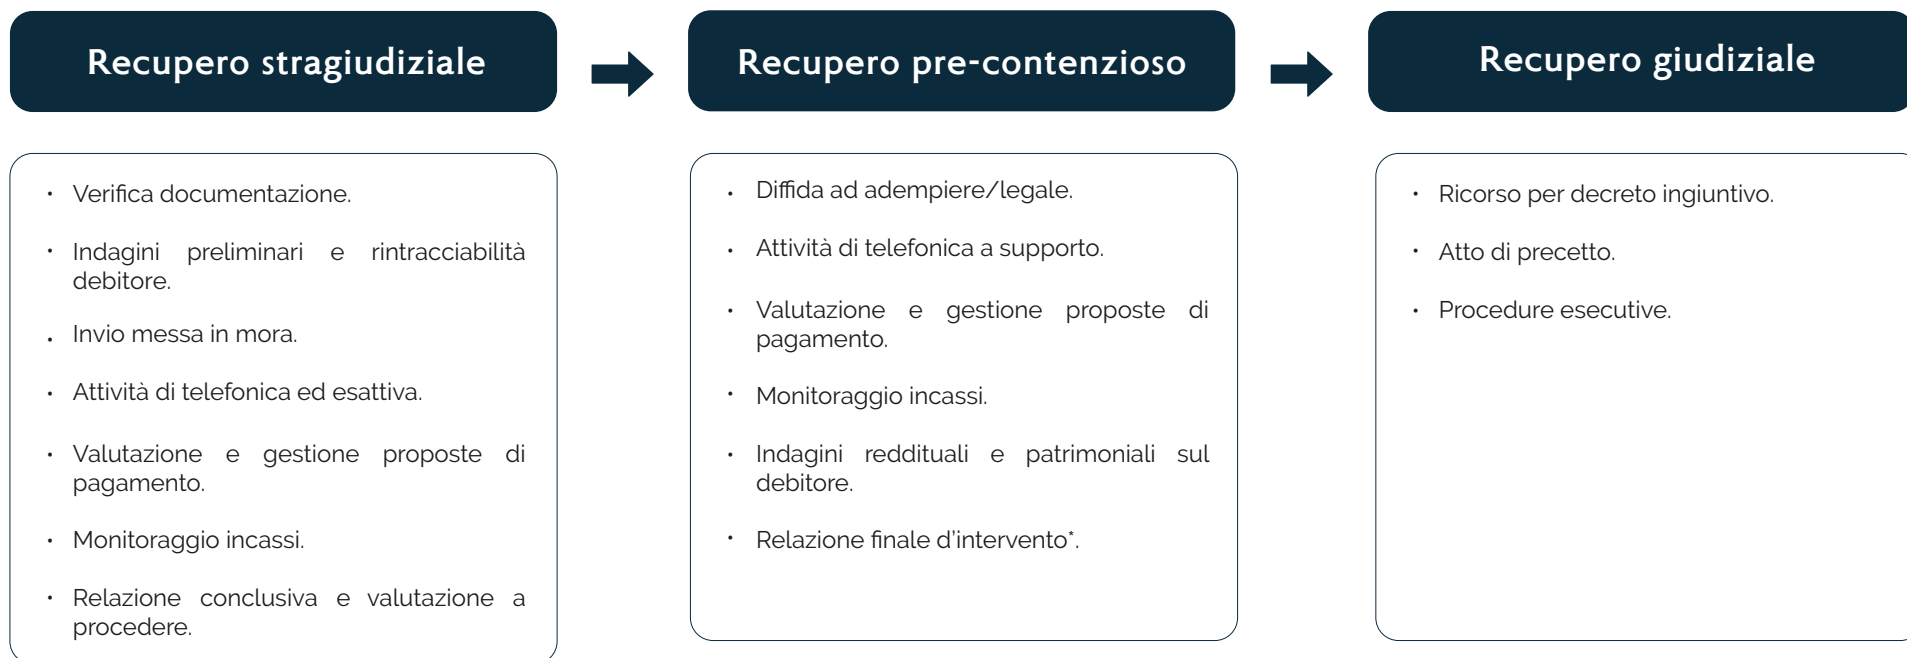 Recupero stragiudiziale
• Verifica documentazione.
• Indagini preliminari e rintracciabilità
debitore.
• Invio messa in mora.
• Attività di telefonica ed esattiva.
• Valutazione e gestione proposte di
pagamento.
• Monitoraggio incassi.
• Relazione conclusiva e valutazione a
procedere.
Recupero pre-contenzioso
• Diffida ad adempiere/legale.
• Attività di telefonica a supporto.
• Valutazione e gestione proposte di
pagamento.
• Monitoraggio incassi.
• Indagini reddituali e patrimoniali sul
debitore.
• Relazione finale d’intervento*.
Recupero giudiziale
• Ricorso per decreto ingiuntivo.
• Atto di precetto.
• Procedure esecutive.